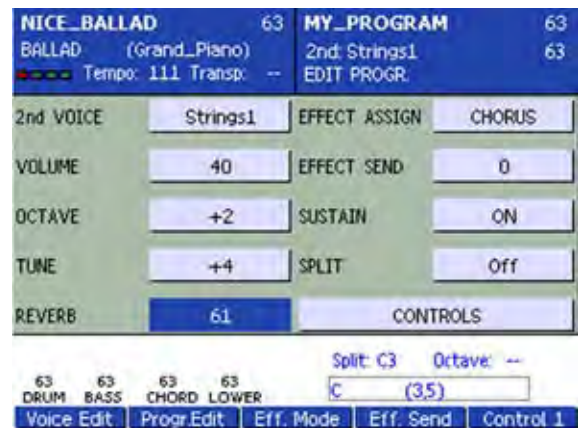 NICE_BALLAD 63
BALLAD (Grand_Piano)
Tempo: 111 Transp: --
MY_PROGRAM 63
2nd: Strings1 63
EDIT PROGR.
2nd VOICE Strings1 EFFECT ASSIGN CHORUS
VOLUME 40 EFFECT SEND 0
OCTAVE +2 SUSTAIN ON
TUNE +4 SPLIT Off
REVERB 61 CONTROLS
Split: C3 Octave: --
63 63 63 63
DRUM BASS CHORD LOWER
C (3,5)
Voice Edit Progr.Edit Eff. Mode Eff. Send Control 1